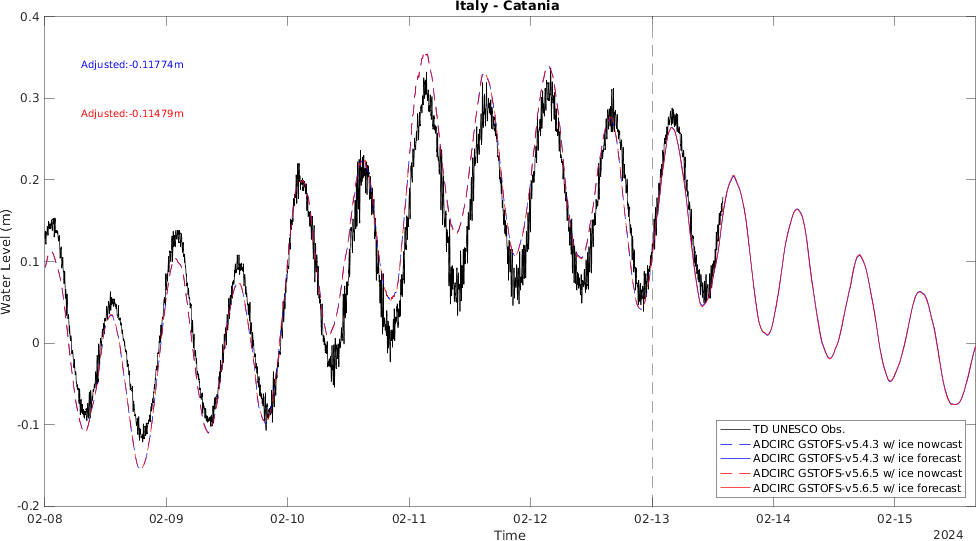 Italy - Catania
0.4
Adjusted:-0.11774m
0.3
Adjusted:-0.11479m
0.2
0.1
0
-0.1
-0.2
Water Level (m)
TD UNESCO Obs.
ADCIRC GSTOFS-v5.4.3 w/ ice nowcast
ADCIRC GSTOFS-v5.4.3 w/ ice forecast
ADCIRC GSTOFS-v5.6.5 w/ ice nowcast
ADCIRC GSTOFS-v5.6.5 w/ ice forecast
02-08 02-09 02-10 02-11 02-12 02-13 02-14 02-15
Time
2024